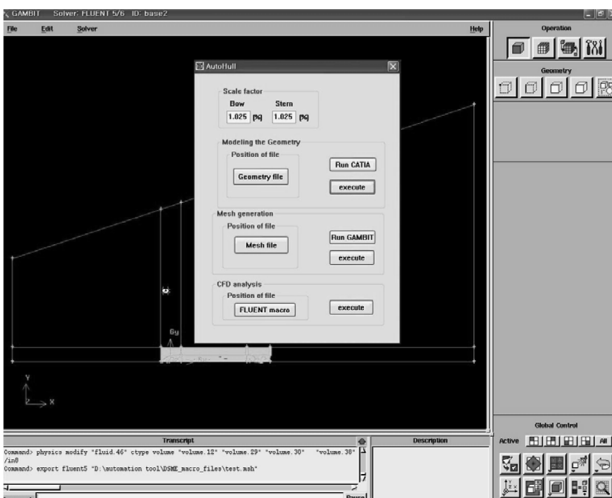 GAMBIT Solver: FLUENT 5/6 ID: base2
File Edit Solver Help
Operation
Geometry
AutoHull
Scale factor
Bow Stern
1.025 [%] 1.025 [%]
Modeling the Geometry
Position of file
Geometry file
Run CATIA
execute
Mesh generation
Position of file
Mesh file
Run GAMBIT
execute
CFD analysis
Position of file
FLUENT macro
execute
Gy
Y
X
Z
Global Control
Active All
Transcript
Description
Command> physics modify "fluid.46" ctype volume "volume.12" "volume.29" "volume.30" "volume.38"
/in0
Command> export fluent5 "D:\automation tool\DSME_macro_files\test.msh"